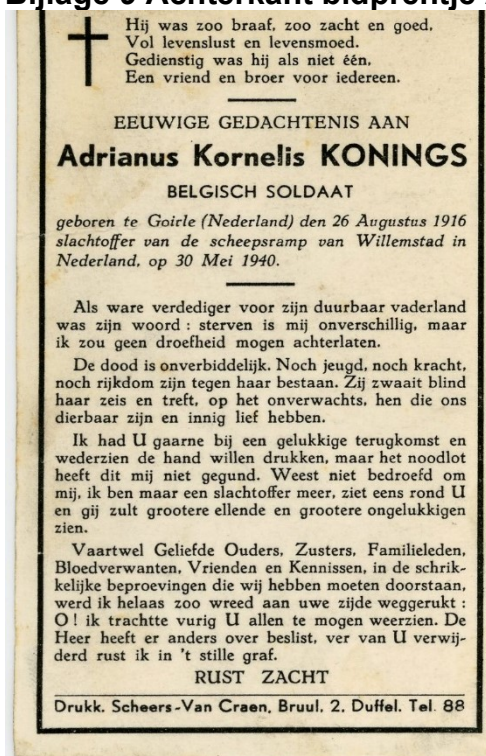 Hij was zoo braaf, zoo zacht en goed,
Vol levenslust en levensmoed.
Gedienstig was hij als niet één,
Een vriend en broer voor iedereen.
EEUWIGE GEDACHTENIS AAN
Adrianus Kornelis KONINGS
BELGISCH SOLDAAT
geboren te Goirle (Nederland) den 26 Augustus 1916
slachtoffer van de scheepsramp van Willemstad in
Nederland, op 30 Mei 1940.
Als ware verdediger voor zijn duurbaar vaderland
was zijn woord : sterven is mij onverschillig, maar
ik zou geen droefheid mogen achterlaten.
De dood is onverbiddelijk. Noch jeugd, noch kracht,
noch rijkdom zijn tegen haar bestaan. Zij zwaait blind
haar zeis en treft, op het onverwachts, hen die ons
dierbaar zijn en innig lief hebben.
Ik had U gaarne bij een gelukkige terugkomst en
wederzien de hand willen drukken, maar het noodlot
heeft dit mij niet gegund. Weest niet bedroefd om
mij, ik ben maar een slachtoffer meer, ziet eens rond U
en gij zult grootere ellende en grootere ongelukkigen
zien.
Vaartwel Geliefde Ouders, Zusters, Familieleden,
Bloedverwanten, Vrienden en Kennissen, in de schrik-
kelijke beproevingen die wij hebben moeten doorstaan,
werd ik helaas zoo wreed aan uwe zijde weggerukt :
O ! ik trachtte vurig U allen te mogen weerzien. De
Heer heeft er anders over beslist, ver van U verwij-
derd rust ik in 't stille graf.
RUST ZACHT
Drukk. Scheers-Van Craen, Bruul, 2, Duffel. Tel. 88